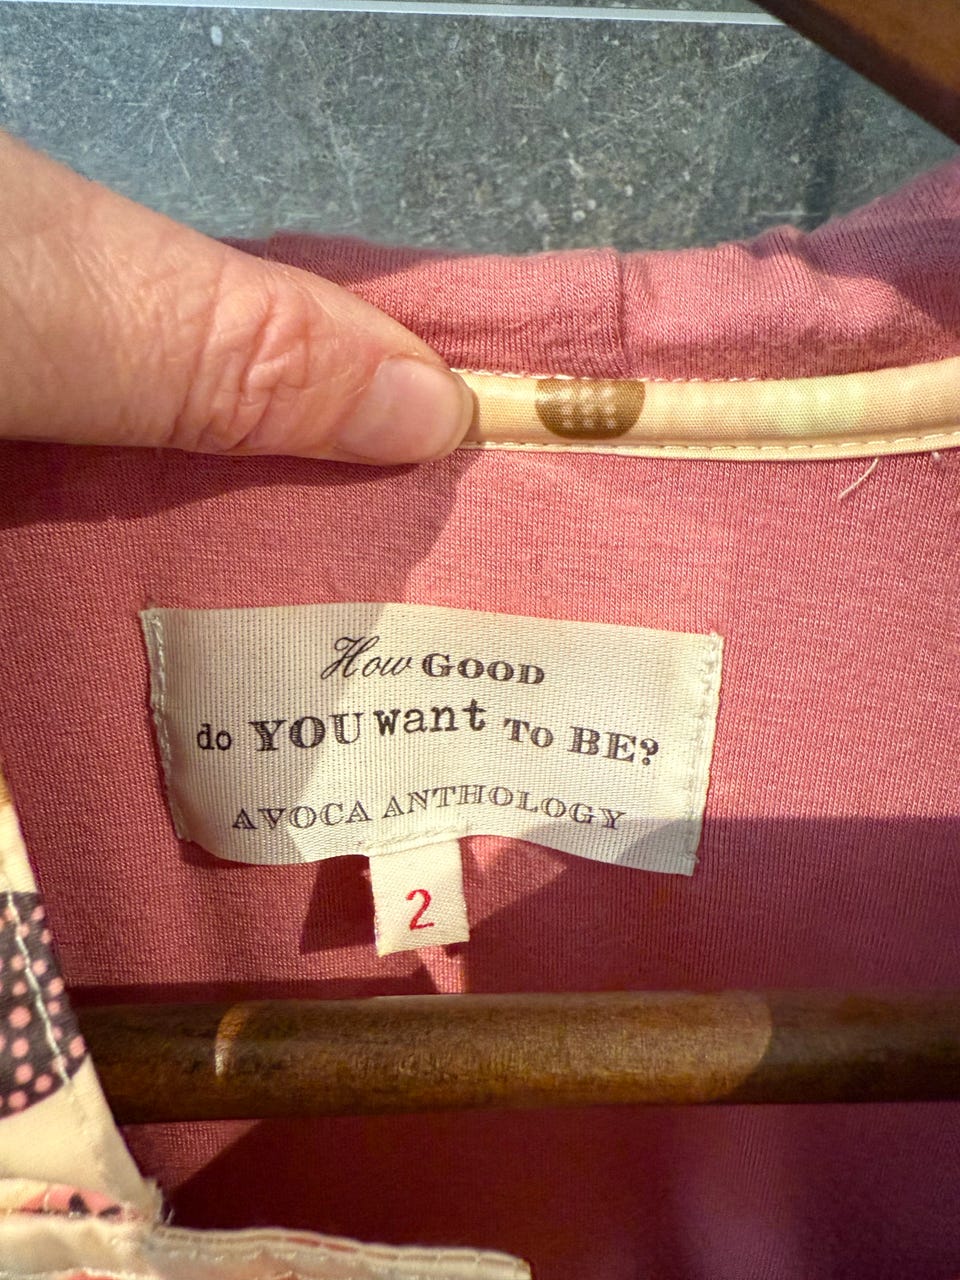 How GOOD
do YOU want TO BE?
AVOCA ANTHOLOGY
2